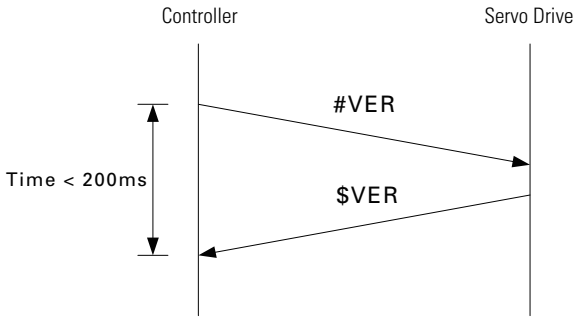 Controller
Servo Drive
#VER
Time < 200ms
$VER